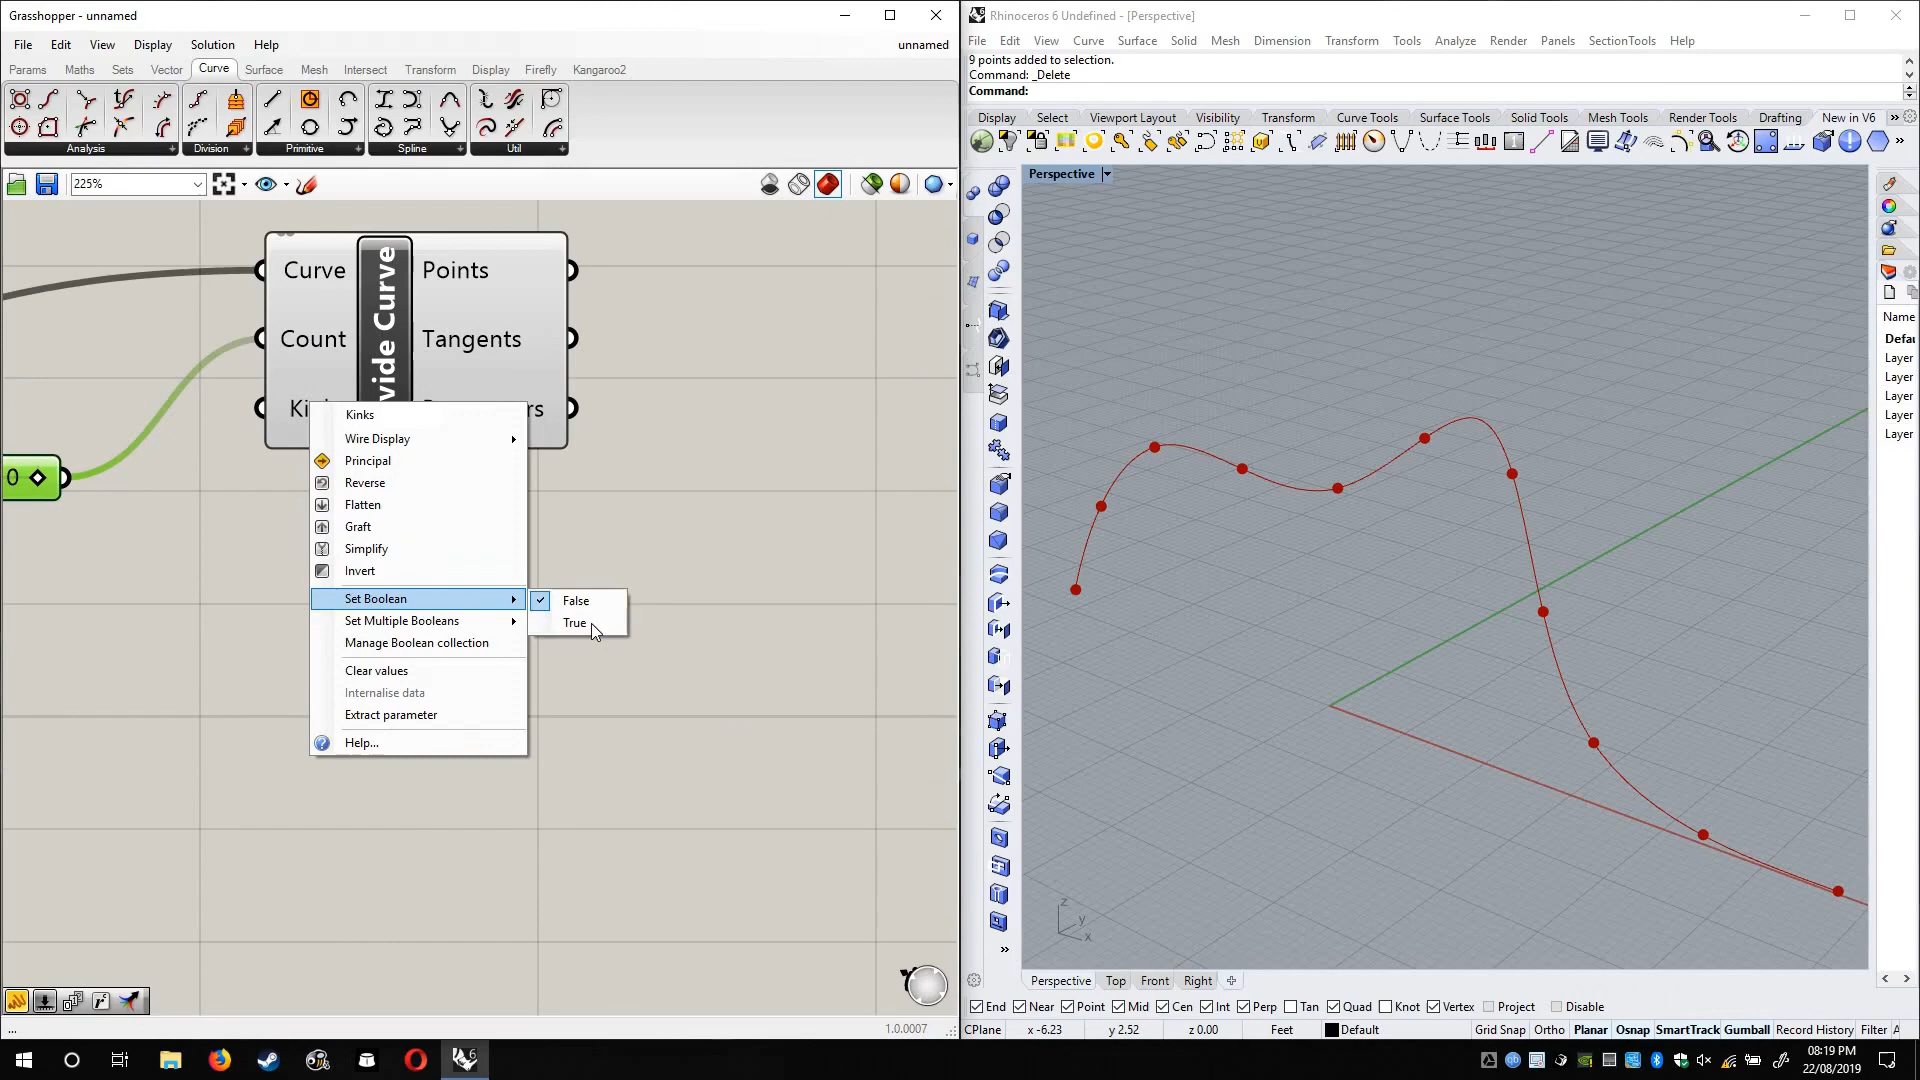 Grasshopper - unnamed
File Edit View Display Solution Help
unnamed
Params Maths Sets Vector Curve Surface Mesh Intersect Transform Display Firefly Kangaroo2
Analysis Division Primitive Spline Util
225%
Curve
Count
Points
Tangents
vide Curve
Ki
rs
0
Kinks
Wire Display
Principal
Reverse
Flatten
Graft
Simplify
Invert
Set Boolean
Set Multiple Booleans
Manage Boolean collection
Clear values
Internalise data
Extract parameter
Help...
False
True
...
1.0.0007
Rhinoceros 6 Undefined - [Perspective]
File Edit View Curve Surface Solid Mesh Dimension Transform Tools Analyze Render Panels SectionTools Help
9 points added to selection.
Command: _Delete
Command:
Display Select Viewport Layout Visibility Transform Curve Tools Surface Tools Solid Tools Mesh Tools Render Tools Drafting New in V6
Perspective
Name
Defau
Layer
Layer
Layer
Layer
Layer
z
y
x
Perspective Top Front Right
End Near Point Mid Cen Int Perp Tan Quad Knot Vertex Project Disable
CPlane x -6.23 y 2.52 z 0.00 Feet Default Grid Snap Ortho Planar Osnap SmartTrack Gumball Record History Filter A
08:19 PM
22/08/2019